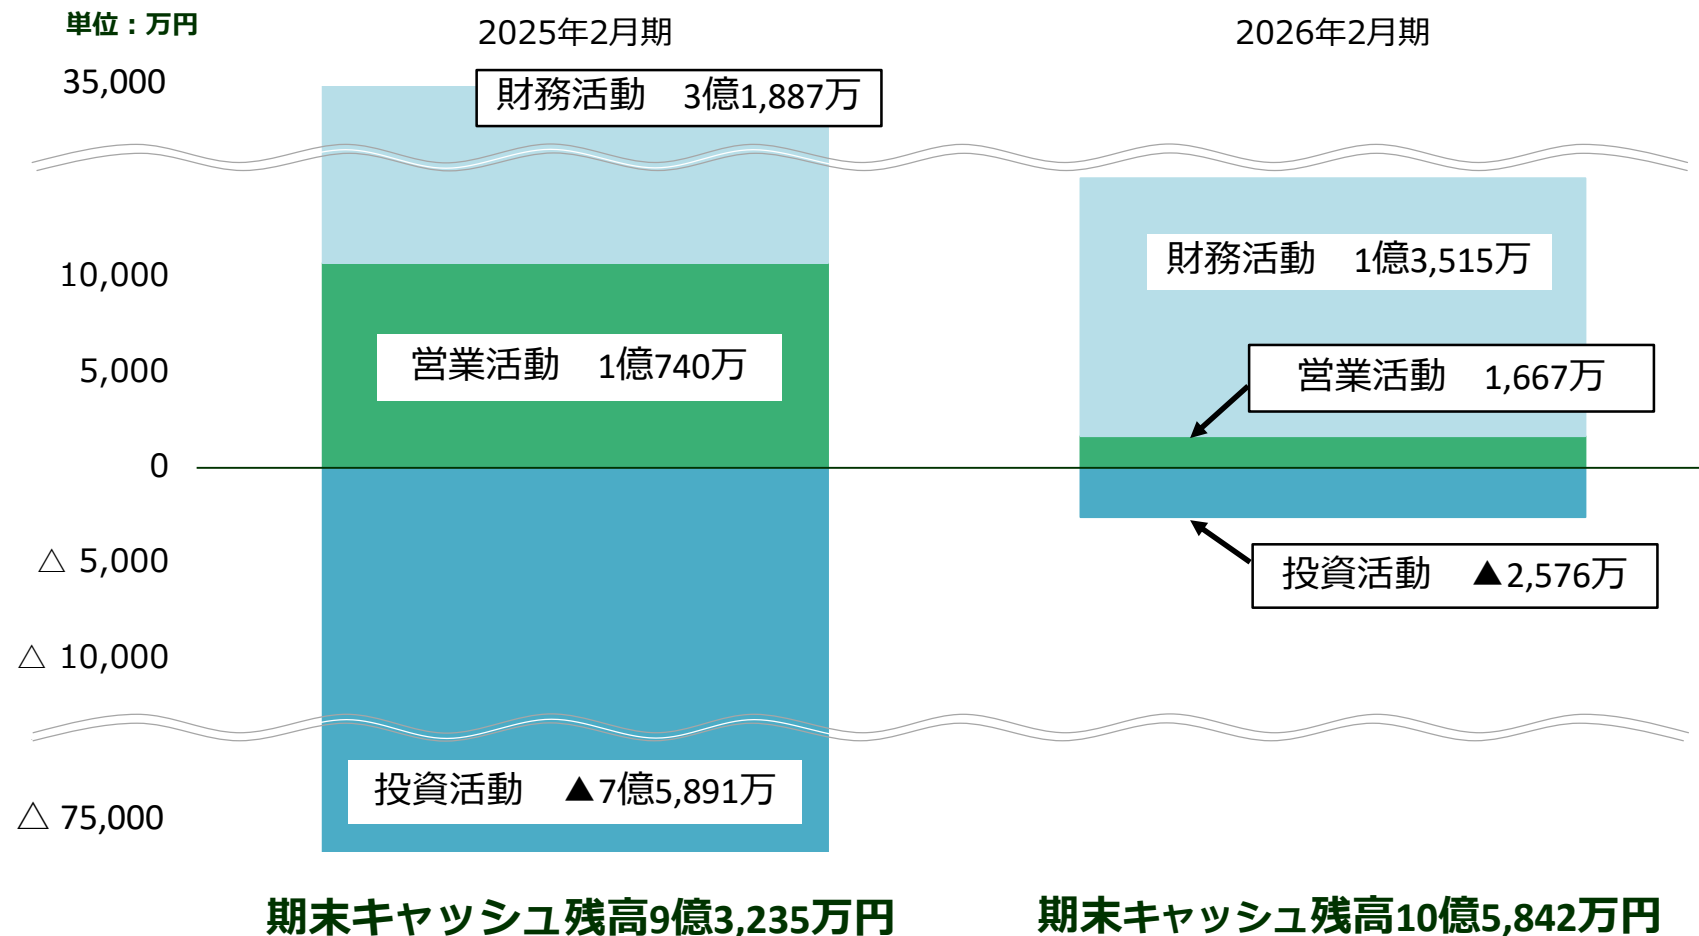 単位：万円
2025年2月期
2026年2月期
35,000
財務活動　3億1,887万
10,000
財務活動　1億3,515万
5,000
営業活動　1億740万
営業活動　1,667万
0
△ 5,000
投資活動　▲2,576万
△ 10,000
投資活動　▲7億5,891万
△ 75,000
期末キャッシュ残高9億3,235万円
期末キャッシュ残高10億5,842万円